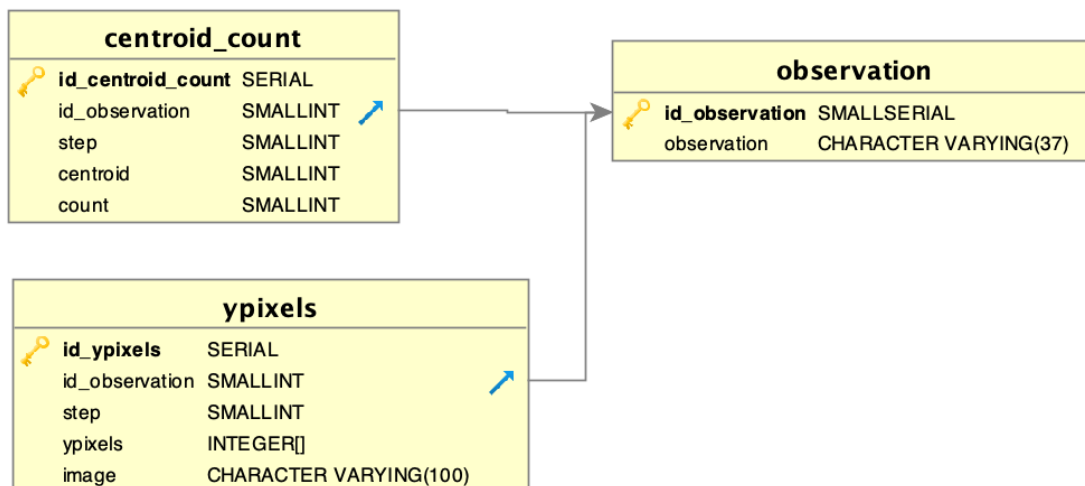 centroid_count
id_centroid_count SERIAL
id_observation SMALLINT
step SMALLINT
centroid SMALLINT
count SMALLINT
observation
id_observation SMALLSERIAL
observation CHARACTER VARYING(37)
ypixels
id_ypixels SERIAL
id_observation SMALLINT
step SMALLINT
ypixels INTEGER[]
image CHARACTER VARYING(100)